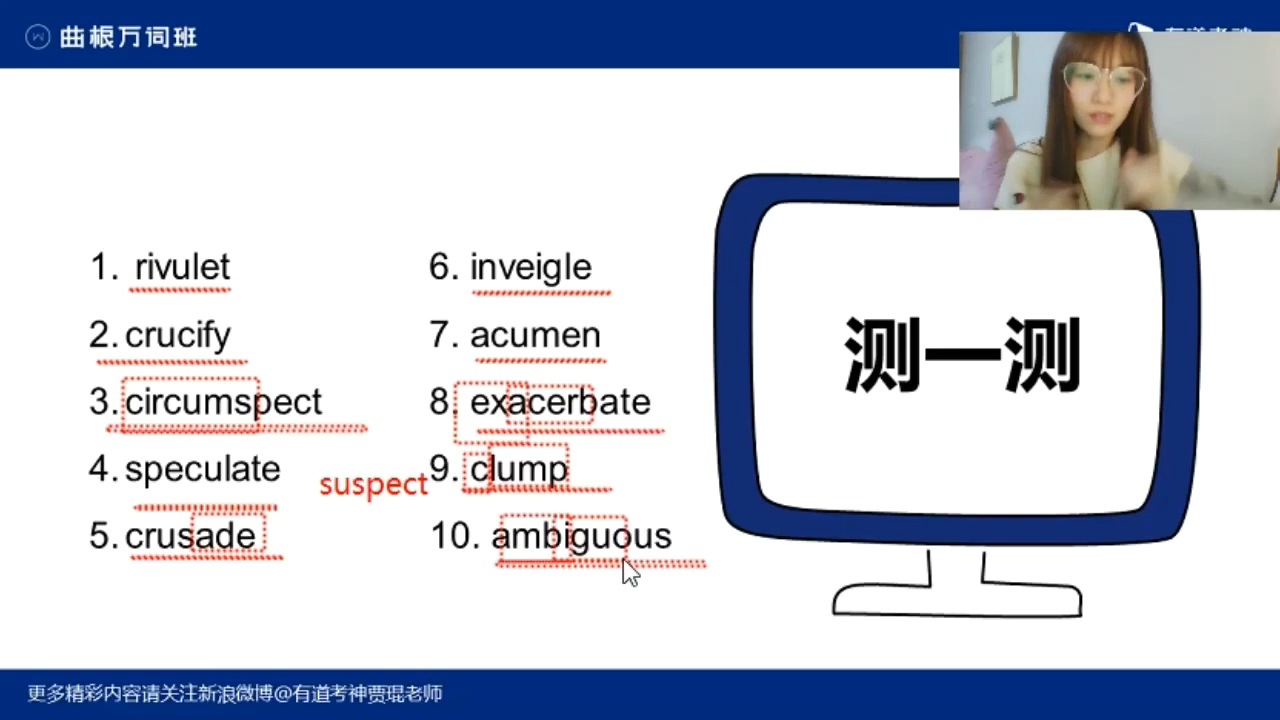 曲根万词班
1. rivulet
2. crucify
3. circumspect
4. speculate
suspect
5. crusade
6. inveigle
7. acumen
8. exacerbate
9. clump
10. ambiguous
测一测
更多精彩内容请关注新浪微博@有道考神贾琨老师